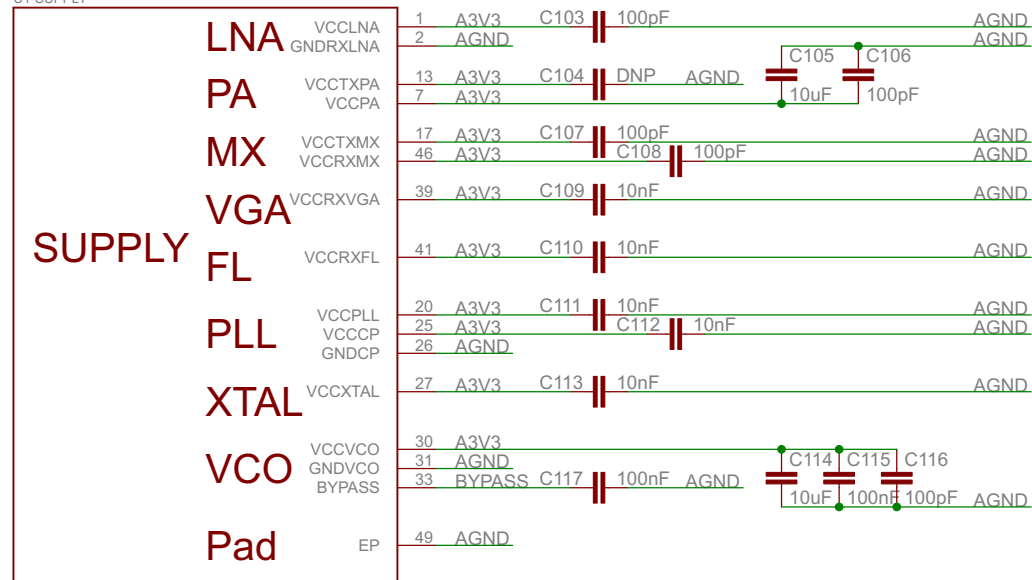 LNA VCCLNA 1 A3V3 C103 100pF AGND
GNDRXLNA 2 AGND AGND
C105 C106
PA VCCTXPA 13 A3V3 C104 DNP AGND
VCCPA 7 A3V3 10uF 100pF
MX VCCTXMX 17 A3V3 C107 100pF AGND
VCCRXMX 46 A3V3 C108 100pF AGND
VGA VCCRXVGA 39 A3V3 C109 10nF AGND
SUPPLY
FL VCCRXFL 41 A3V3 C110 10nF AGND
PLL VCCPLL 20 A3V3 C111 10nF AGND
VCCCP 25 A3V3 C112 10nF AGND
GNDCP 26 AGND
XTAL VCCXTAL 27 A3V3 C113 10nF AGND
VCO VCCVCO 30 A3V3
GNDVCO 31 AGND C114 C115 C116
BYPASS 33 BYPASS C117 100nF AGND
10uF 100nF 100pF AGND
Pad EP 49 AGND